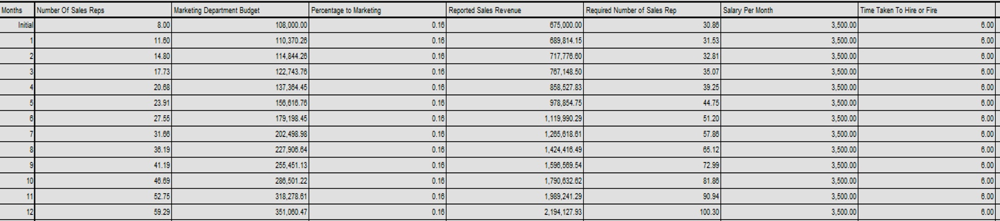 Months Number Of Sales Reps Marketing Department Budget Percentage to Marketing Reported Sales Revenue Required Number of Sales Rep Salary Per Month Time Taken To Hire or Fire
Initial 8.00 108,000.00 0.16 675,000.00 30.86 3,500.00 6.00
1 11.60 110,370.26 0.16 689,814.15 31.53 3,500.00 6.00
2 14.80 114,844.26 0.16 717,776.60 32.81 3,500.00 6.00
3 17.73 122,743.76 0.16 767,148.50 35.07 3,500.00 6.00
4 20.68 137,364.45 0.16 858,527.83 39.25 3,500.00 6.00
5 23.91 156,616.76 0.16 978,854.75 44.75 3,500.00 6.00
6 27.55 179,198.45 0.16 1,119,990.29 51.20 3,500.00 6.00
7 31.66 202,498.98 0.16 1,265,618.61 57.86 3,500.00 6.00
8 36.19 227,906.64 0.16 1,424,416.49 65.12 3,500.00 6.00
9 41.19 255,451.13 0.16 1,596,569.54 72.99 3,500.00 6.00
10 46.69 286,501.22 0.16 1,790,632.62 81.86 3,500.00 6.00
11 52.75 318,278.61 0.16 1,989,241.29 90.94 3,500.00 6.00
12 59.29 351,060.47 0.16 2,194,127.93 100.30 3,500.00 6.00